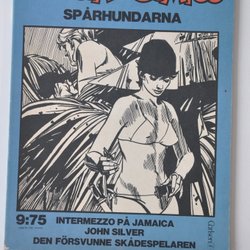 SPÅRHUNDARNA
9:75 INTERMEZZO PÅ JAMAICA
JOHN SILVER
DEN FÖRSVUNNE SKÅDESPELAREN